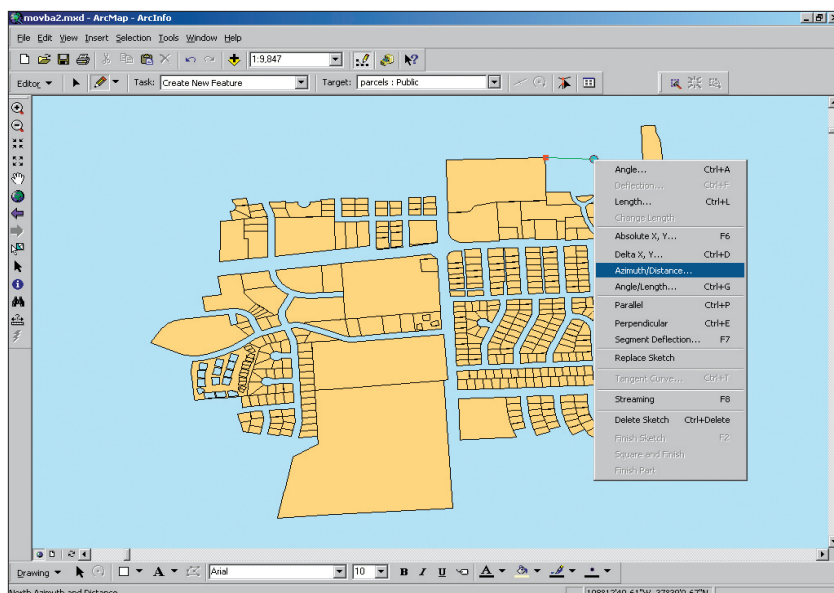 movba2.mxd - ArcMap - ArcInfo
File Edit View Insert Selection Tools Window Help
1:9,847
Editor Task: Create New Feature Target: parcels : Public
Angle... Ctrl+A
Deflection... Ctrl+F
Length... Ctrl+L
Change Length
Absolute X, Y... F6
Delta X, Y... Ctrl+D
Azimuth/Distance...
Angle/Length... Ctrl+G
Parallel Ctrl+P
Perpendicular Ctrl+E
Segment Deflection... F7
Replace Sketch
Tangent Curve... Ctrl+T
Streaming F8
Delete Sketch Ctrl+Delete
Finish Sketch F2
Square and Finish
Finish Part
Drawing A Arial 10 B I U A
North Azimuth and Distance